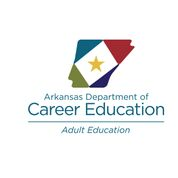 Arkansas Department of
Career Education
Adult Education